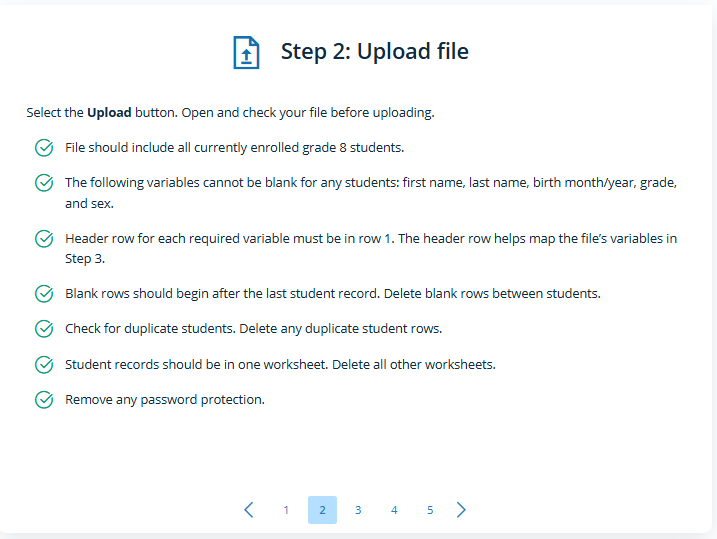 Step 2: Upload file
Select the Upload button. Open and check your file before uploading.
File should include all currently enrolled grade 8 students.
The following variables cannot be blank for any students: first name, last name, birth month/year, grade,
and sex.
Header row for each required variable must be in row 1. The header row helps map the file's variables in
Step 3.
Blank rows should begin after the last student record. Delete blank rows between students.
Check for duplicate students. Delete any duplicate student rows.
Student records should be in one worksheet. Delete all other worksheets.
Remove any password protection.
1 2 3 4 5